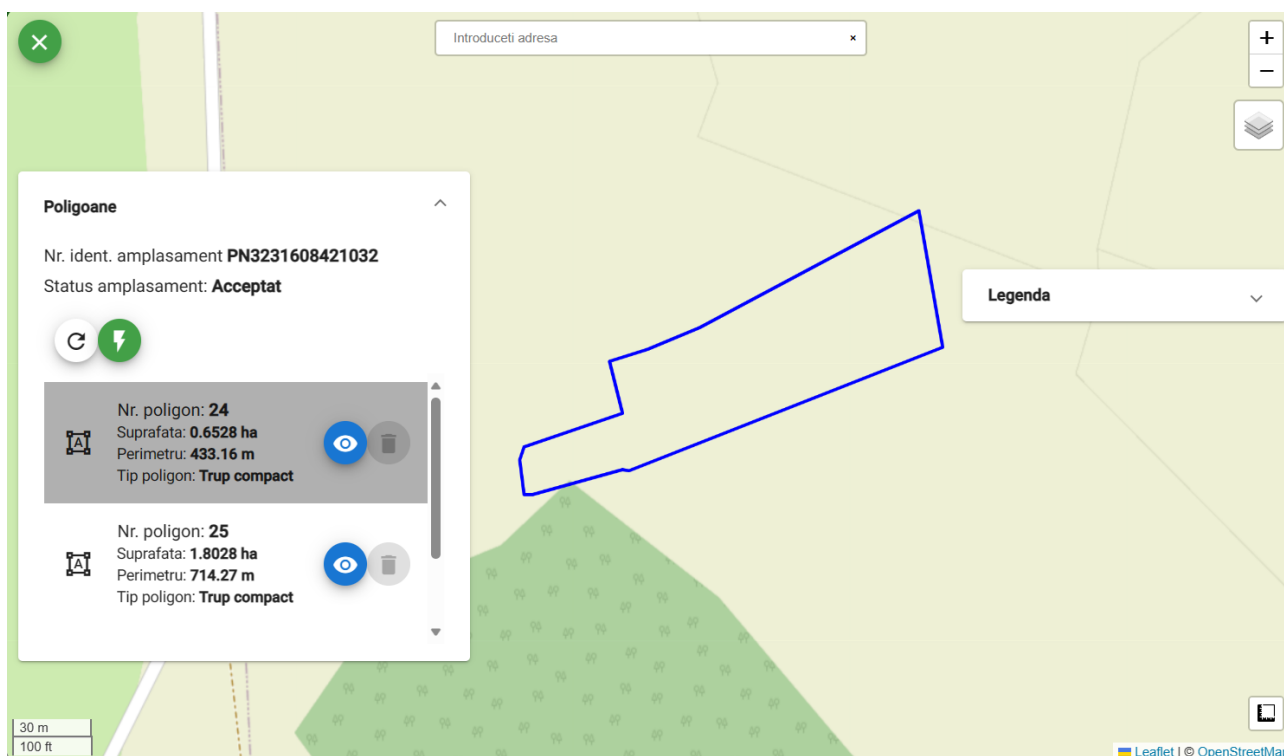 Introduceti adresa ×
+
−
Poligoane
Nr. ident. amplasament PN3231608421032
Status amplasament: Acceptat
Nr. poligon: 24
Suprafata: 0.6528 ha
Perimetru: 433.16 m
Tip poligon: Trup compact
Nr. poligon: 25
Suprafata: 1.8028 ha
Perimetru: 714.27 m
Tip poligon: Trup compact
Legenda
30 m
100 ft
Leaflet | © OpenStreetMap